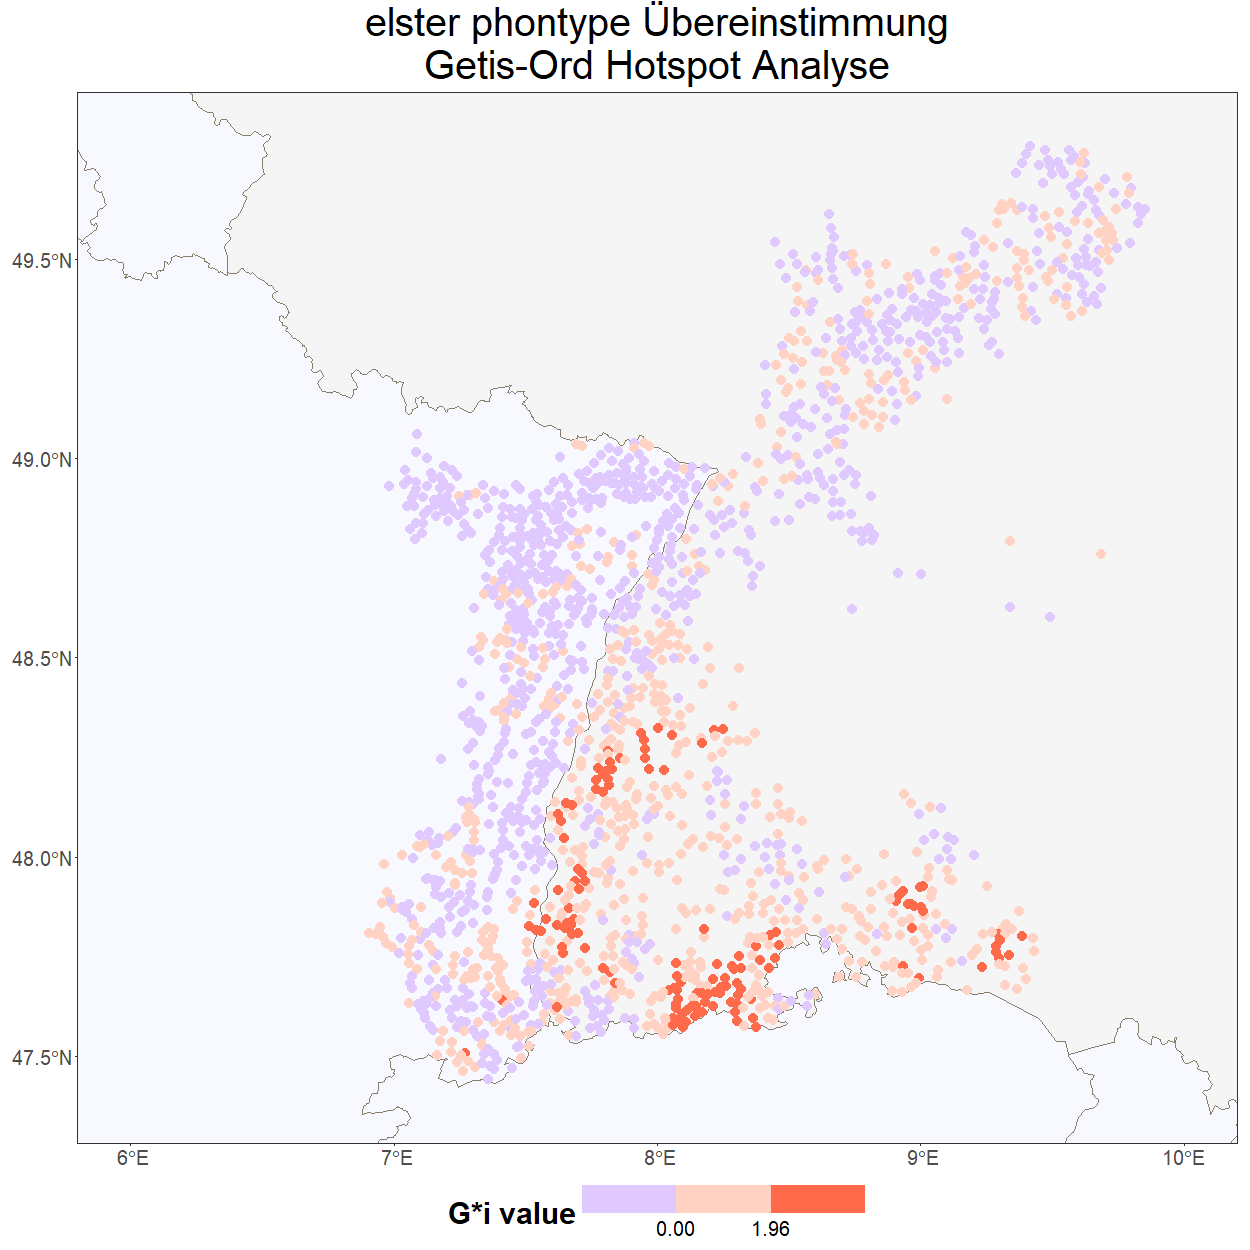 elster phontype Übereinstimmung
Getis-Ord Hotspot Analyse
49.5°N
49.0°N
48.5°N
48.0°N
47.5°N
6°E 7°E 8°E 9°E 10°E
G*i value
0.00 1.96